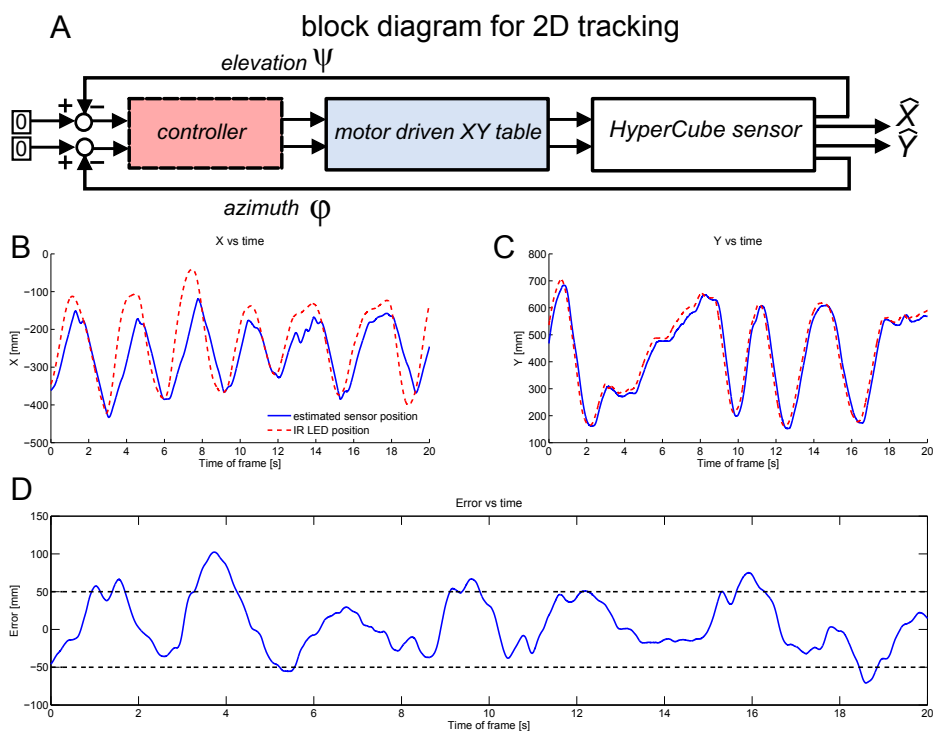 A
block diagram for 2D tracking
elevation ψ
+
−
0
0
+
−
controller
motor driven XY table
HyperCube sensor
X̂
Ŷ
azimuth φ
B
X vs time
0
−100
−200
−300
−400
−500
X [mm]
0 2 4 6 8 10 12 14 16 18 20
Time of frame [s]
estimated sensor position
IR LED position
C
Y vs time
800
700
600
500
400
300
200
100
Y [mm]
0 2 4 6 8 10 12 14 16 18 20
Time of frame [s]
D
Error vs time
150
100
50
0
−50
−100
Error [mm]
0 2 4 6 8 10 12 14 16 18 20
Time of frame [s]